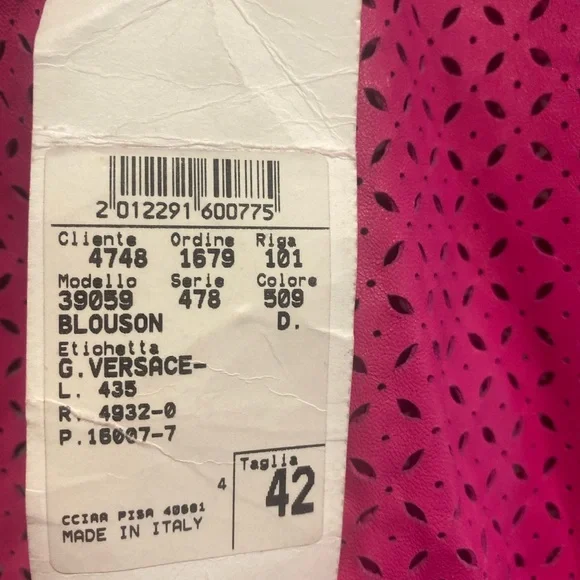 2 012291 600775
Cliente Ordine Riga
4748 1679 101
Modello Serie Colore
39059 478 509
BLOUSON D.
Etichetta
G.VERSACE-
L. 435
R. 4932-0
P.16007-7
4 Taglia
42
CCIAA PISA 40601
MADE IN ITALY